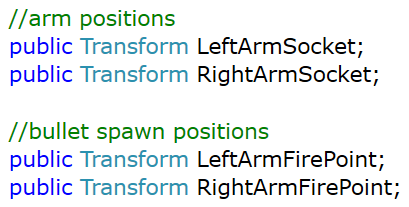 //arm positions
public Transform LeftArmSocket;
public Transform RightArmSocket;
//bullet spawn positions
public Transform LeftArmFirePoint;
public Transform RightArmFirePoint;